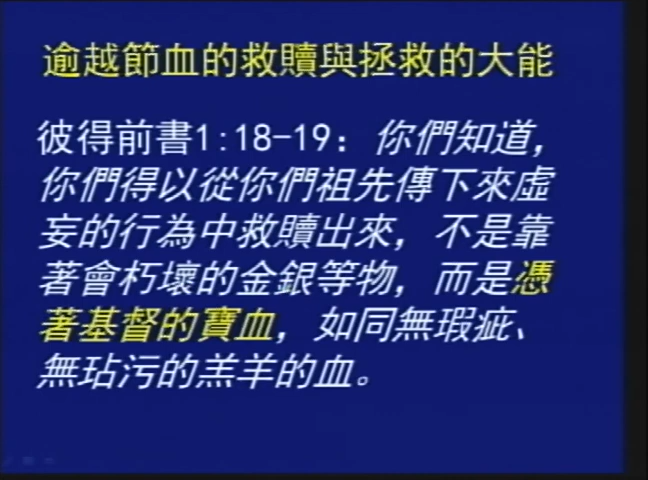 逾越節血的救贖與拯救的大能
彼得前書1:18-19：你們知道，
你們得以從你們祖先傳下來虛
妄的行為中救贖出來，不是靠
著會朽壞的金銀等物，而是憑
著基督的寶血，如同無瑕疵、
無玷污的羔羊的血。